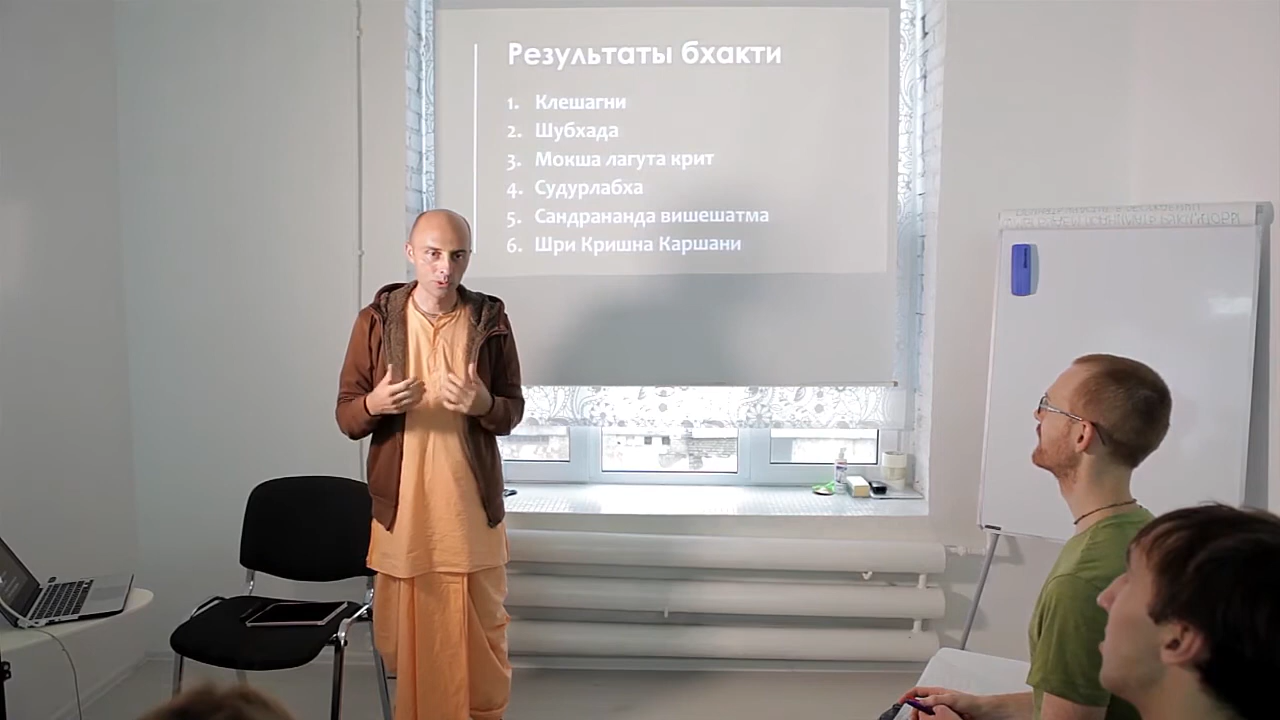 Результаты бхакти
1. Клешагни
2. Шубхада
3. Мокша лагута крит
4. Судурлабха
5. Сандрананда вишешатма
6. Шри Кришна Каршани